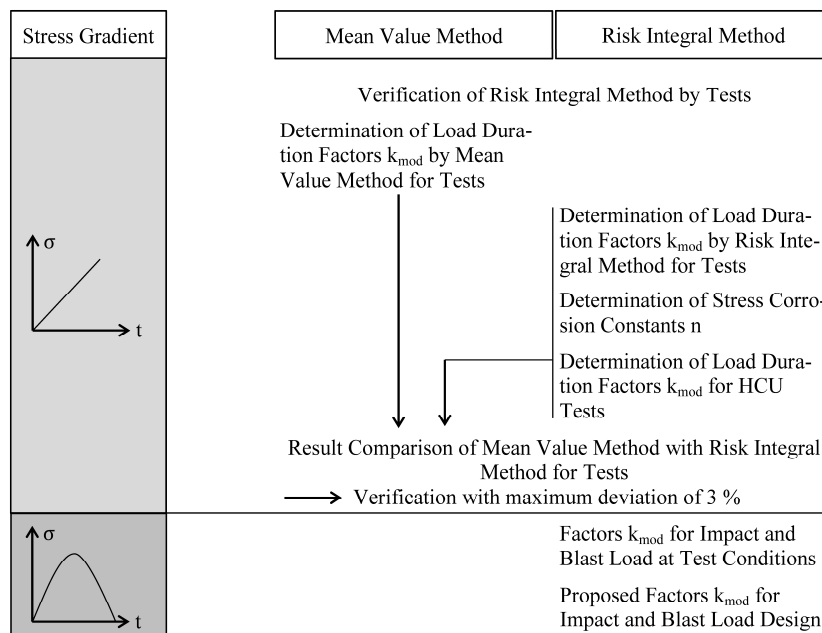 Stress Gradient
Mean Value Method
Risk Integral Method
Verification of Risk Integral Method by Tests
Determination of Load Dura-
tion Factors kmod by Mean
Value Method for Tests
Determination of Load Dura-
tion Factors kmod by Risk Inte-
gral Method for Tests
Determination of Stress Corro-
sion Constants n
Determination of Load Dura-
tion Factors kmod for HCU
Tests
σ
t
Result Comparison of Mean Value Method with Risk Integral
Method for Tests
Verification with maximum deviation of 3 %
σ
t
Factors kmod for Impact and
Blast Load at Test Conditions
Proposed Factors kmod for
Impact and Blast Load Design